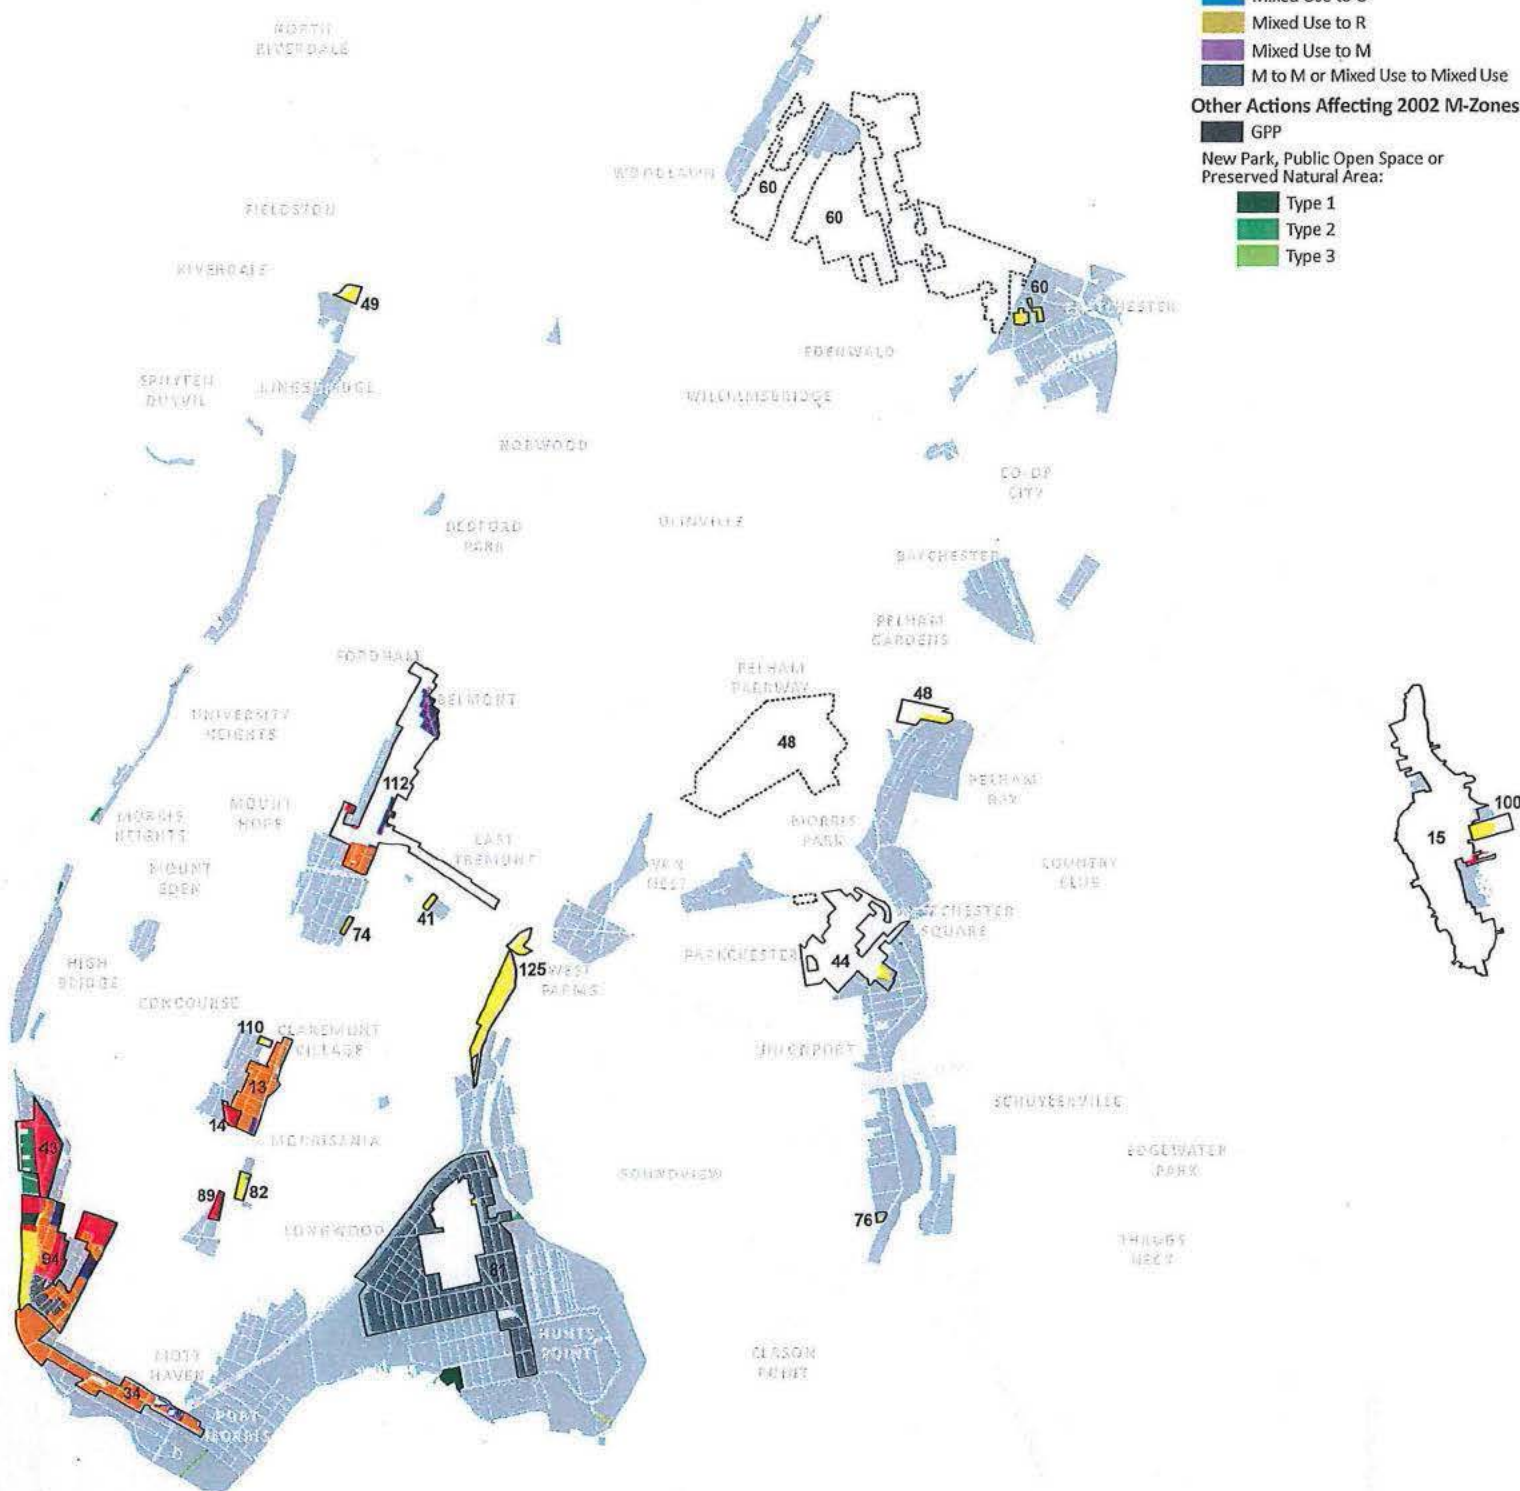 Mixed Use to R
Mixed Use to M
M to M or Mixed Use to Mixed Use
Other Actions Affecting 2002 M-Zones
GPP
New Park, Public Open Space or
Preserved Natural Area:
Type 1
Type 2
Type 3
NORTH
RIVERDALE
WOODLAWN
60
60
FIELDSTON
RIVERDALE
49
60
EDENWALD
SPUYTEN
DUYVIL
KINGSBRIDGE
WILLIAMSBRIDGE
NORWOOD
CO-OP
CITY
BEDFORD
PARK
OLINVILLE
BAYCHESTER
PELHAM
GARDENS
FORDHAM
PELHAM
PARKWAY
BELMONT
48
UNIVERSITY
HEIGHTS
48
112
PELHAM
BAY
MORRIS
HEIGHTS
MOUNT
HOPE
100
15
EAST
TREMONT
MORRIS
PARK
MOUNT
EDEN
VAN
NEST
COUNTRY
CLUB
41
74
SQUARE
PARKCHESTER
44
HIGH
BRIDGE
125
WEST
FARMS
CONCOURSE
110
CLAREMONT
VILLAGE
UNIONPORT
13
14
SCHUYLERVILLE
43
MORRISANIA
EDGEWATER
PARK
SOUNDVIEW
89
82
LONGWOOD
76
THROGS
NECK
94
81
HUNTS
POINT
MOTT
HAVEN
CLASON
POINT
34
PORT
MORRIS